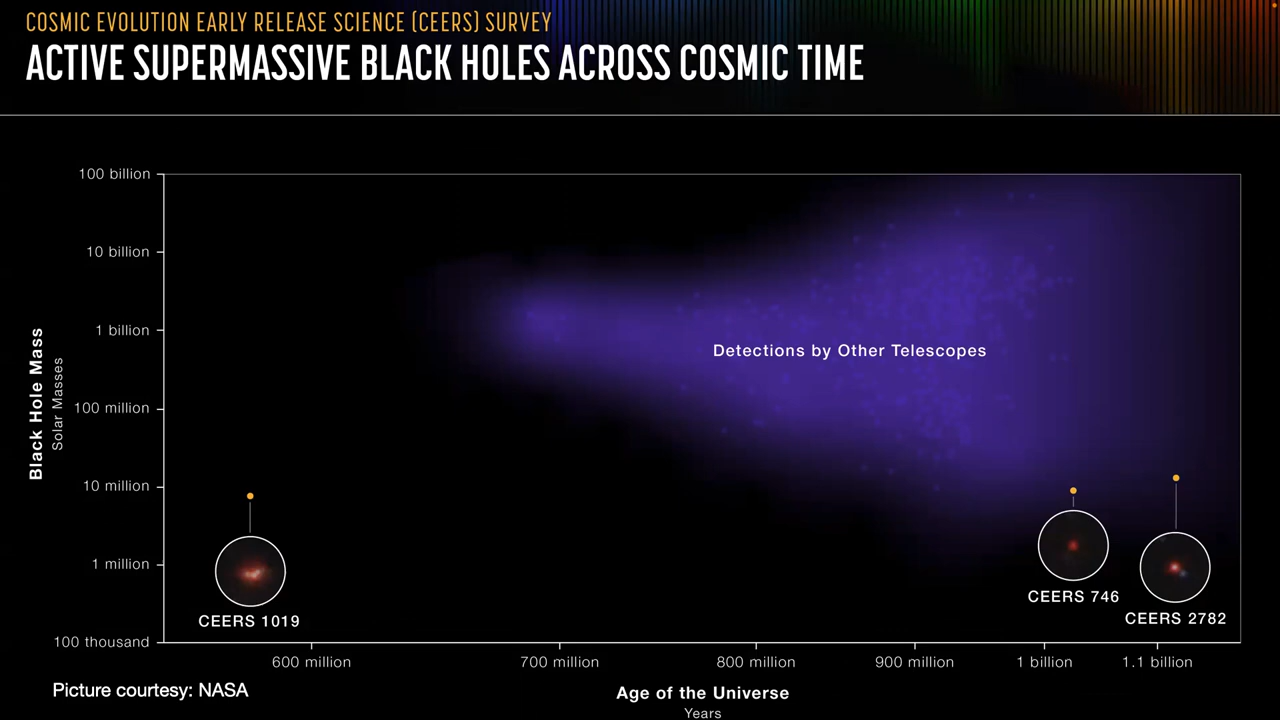 COSMIC EVOLUTION EARLY RELEASE SCIENCE (CEERS) SURVEY
ACTIVE SUPERMASSIVE BLACK HOLES ACROSS COSMIC TIME
100 billion
10 billion
1 billion
100 million
10 million
1 million
100 thousand
Black Hole Mass
Solar Masses
Detections by Other Telescopes
CEERS 1019
CEERS 746
CEERS 2782
600 million
700 million
800 million
900 million
1 billion
1.1 billion
Age of the Universe
Years
Picture courtesy: NASA